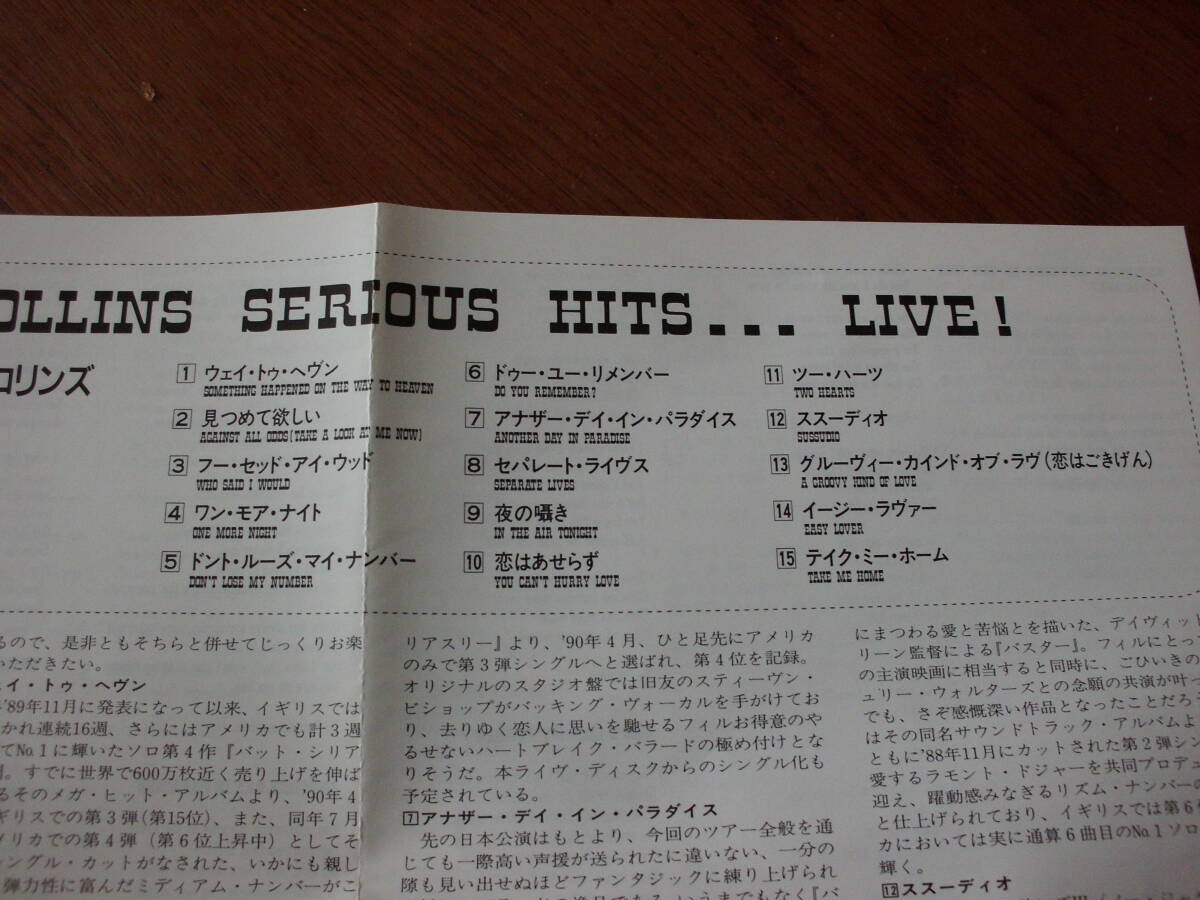 OLLINS SERIOUS HITS... LIVE!
コリンズ
1 ウェイ・トゥ・ヘヴン
SOMETHING HAPPENED ON THE WAY TO HEAVEN
2 見つめて欲しい
AGAINST ALL ODDS(TAKE A LOOK AT ME NOW)
3 フー・セッド・アイ・ウッド
WHO SAID I WOULD
4 ワン・モア・ナイト
ONE MORE NIGHT
5 ドント・ルーズ・マイ・ナンバー
DON'T LOSE MY NUMBER
6 ドゥー・ユー・リメンバー
DO YOU REMEMBER?
7 アナザー・デイ・イン・パラダイス
ANOTHER DAY IN PARADISE
8 セパレート・ライヴス
SEPARATE LIVES
9 夜の囁き
IN THE AIR TONIGHT
10 恋はあせらず
YOU CAN'T HURRY LOVE
11 ツー・ハーツ
TWO HEARTS
12 ススーディオ
SUSSUDIO
13 グルーヴィー・カインド・オブ・ラヴ(恋はごきげん)
A GROOVY KIND OF LOVE
14 イージー・ラヴァー
EASY LOVER
15 テイク・ミー・ホーム
TAKE ME HOME
るので、是非ともそちらと併せてじっくりお楽
いただきたい。
ェイ・トゥ・ヘヴン
'89年11月に発表になって以来、イギリスでは
かれ連続16週、さらにはアメリカでも計3週
てNo.1に輝いたソロ第4作『バット・シリア
』。すでに世界で600万枚近く売り上げを伸ば
るそのメガ・ヒット・アルバムより、'90年4
ギリスでの第3弾(第15位)、また、同年7月
メリカでの第4弾(第6位上昇中)としてそ
ングル・カットがなされた、いかにも親し
弾力性に富んだミディアム・ナンバーがこ
リアスリー』より、'90年4月、ひと足先にアメリカ
のみで第3弾シングルへと選ばれ、第4位を記録。
オリジナルのスタジオ盤では旧友のスティーヴン・
ビショップがバッキング・ヴォーカルを手がけてお
り、去りゆく恋人に思いを馳せるフィルお得意のや
るせないハートブレイク・バラードの極め付けとな
りそうだ。本ライヴ・ディスクからのシングル化も
予定されている。
7 アナザー・デイ・イン・パラダイス
先の日本公演はもとより、今回のツアー全般を通
じても一際高い声援が送られたに違いない、一分の
隙も見い出せぬほどファンタジックに練り上げられ
にまつわる愛と苦悩とを描いた、デイヴィッド
リーン監督による『バスター』。フィルにとっ
の主演映画に相当すると同時に、ごひいきの
ュリー・ウォルターズとの念願の共演が叶っ
でも、さぞ感慨深い作品となったことだろ
はその同名サウンドトラック・アルバムよ
ともに'88年11月にカットされた第2弾シン
愛するラモント・ドジャーを共同プロデュ
迎え、躍動感みなぎるリズム・ナンバーの
と仕上げられており、イギリスでは第6
カにおいては実に通算6曲目のNo.1ソロ
輝く。
12 ススーディオ